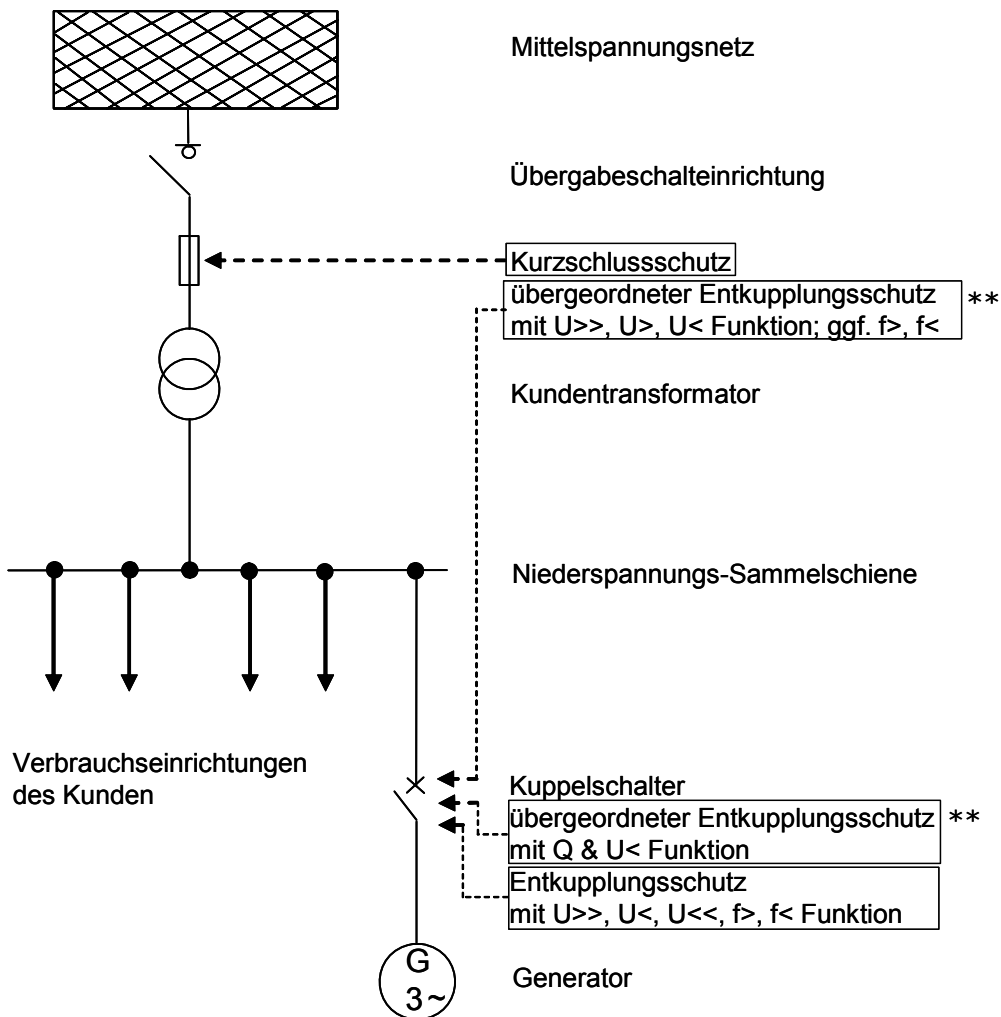 Mittelspannungsnetz
Übergabeschalteinrichtung
Kurzschlussschutz
übergeordneter Entkupplungsschutz **
mit U>>, U>, U< Funktion; ggf. f>, f<
Kundentransformator
Niederspannungs-Sammelschiene
Verbrauchseinrichtungen
des Kunden
Kuppelschalter
übergeordneter Entkupplungsschutz **
mit Q & U< Funktion
Entkupplungsschutz
mit U>>, U<, U<<, f>, f< Funktion
G
3~
Generator